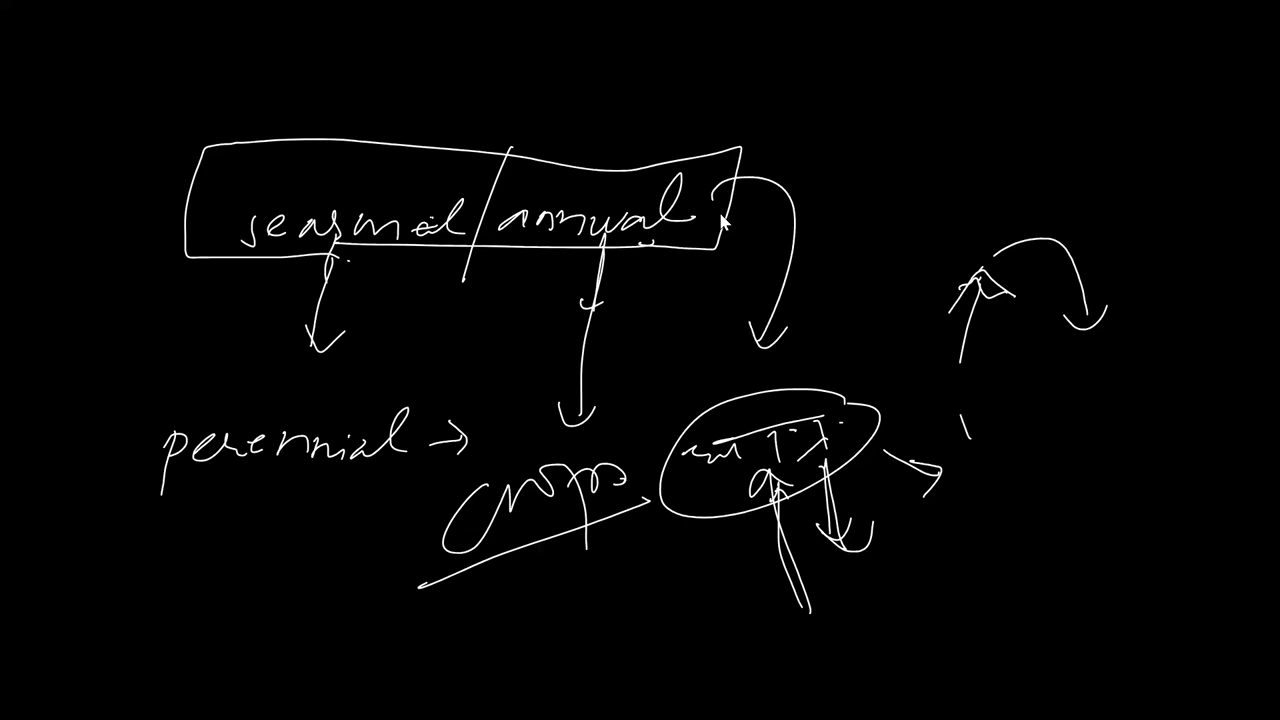 seasonal / annual
perennial →
crops